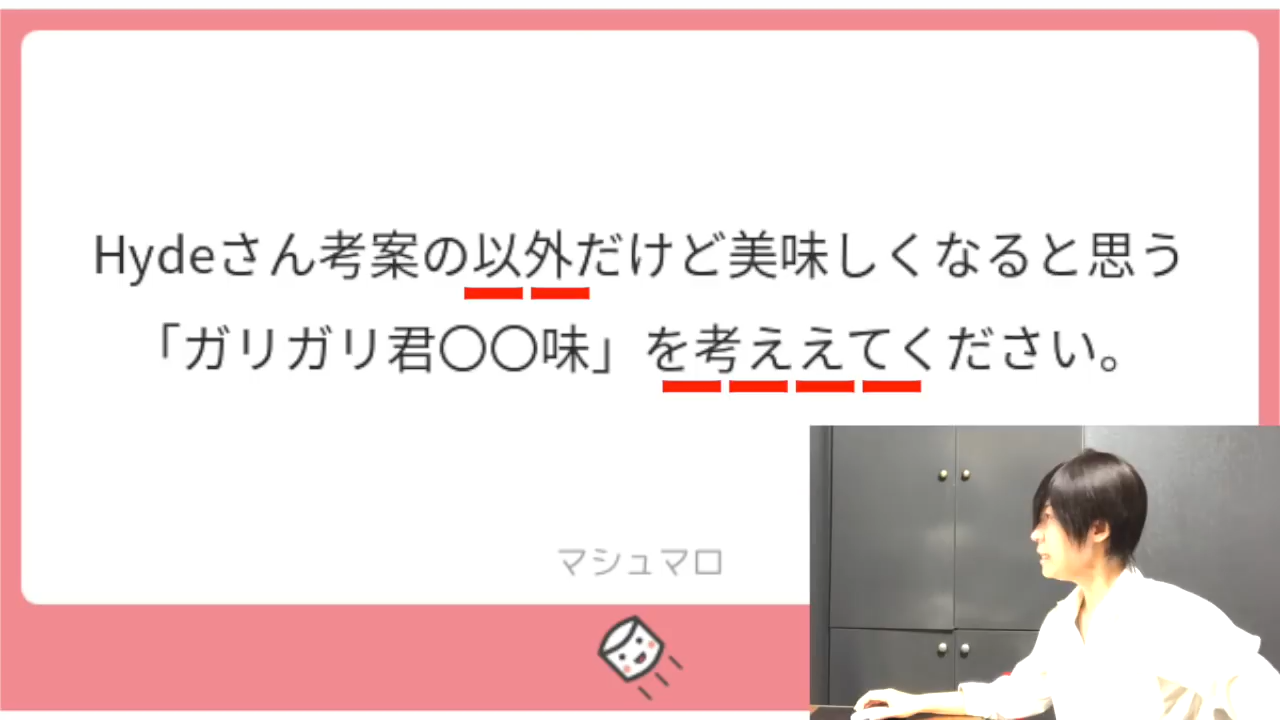 Hydeさん考案の以外だけど美味しくなると思う
「ガリガリ君〇〇味」を考ええてください。
マシュマロ